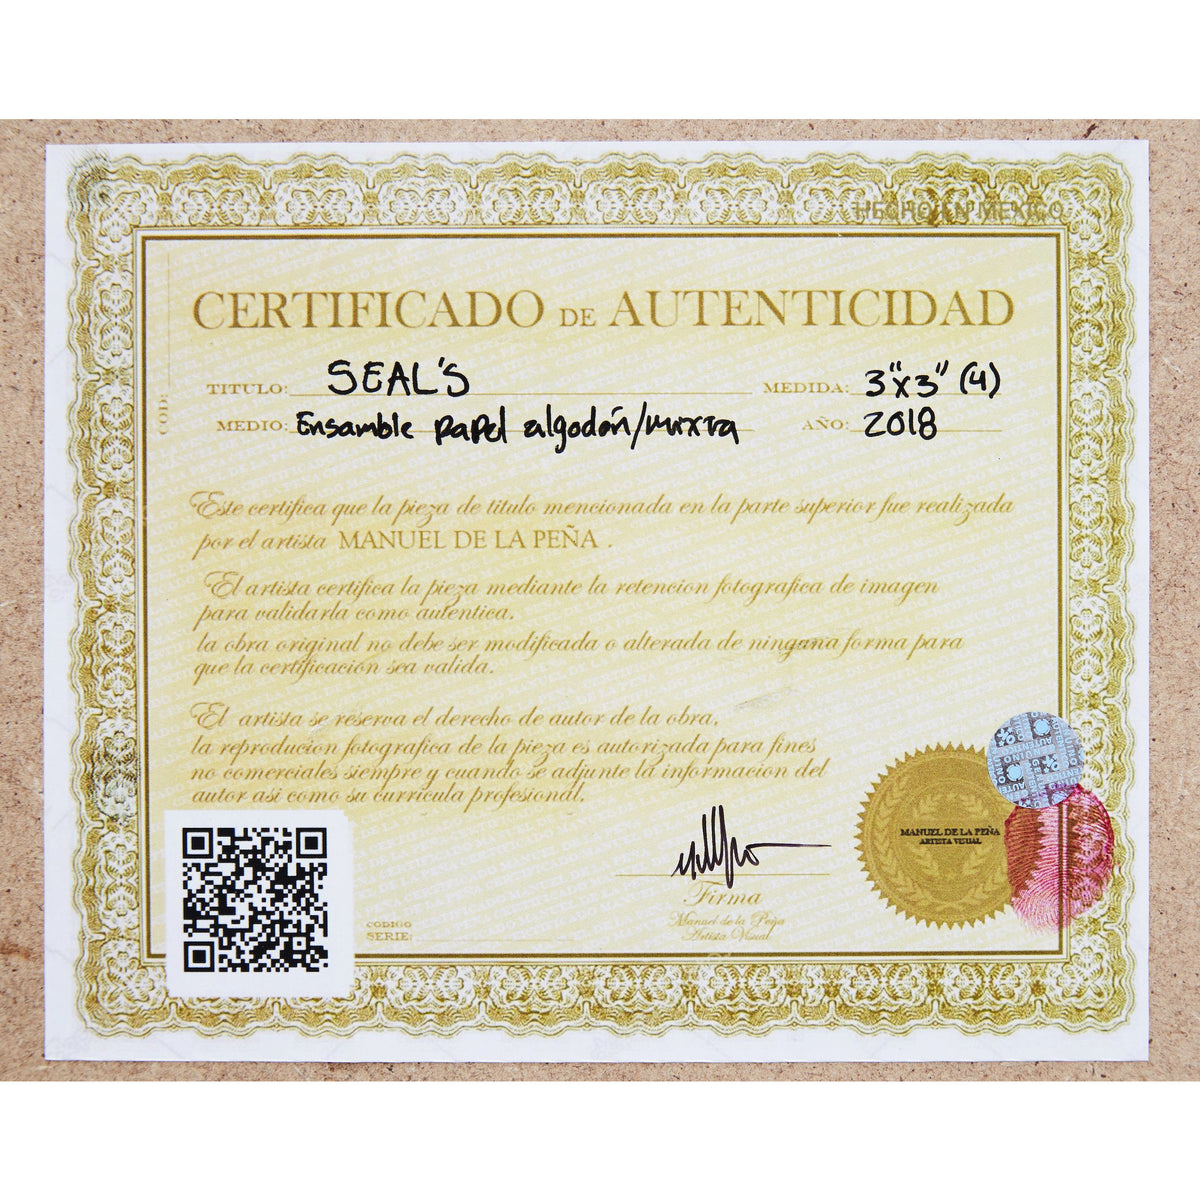 HECHO EN MEXICO
CERTIFICADO DE AUTENTICIDAD
TITULO: SEAL'S MEDIDA: 3"x3" (4)
MEDIO: Ensamble papel algodón/mixta AÑO: 2018
COD:
Este certifica que la pieza de titulo mencionada en la parte superior fue realizada
por el artista MANUEL DE LA PEÑA .
El artista certifica la pieza mediante la retencion fotografica de imagen
para validarla como autentica.
la obra original no debe ser modificada o alterada de ninguna forma para
que la certificación sea valida.
El artista se reserva el derecho de autor de la obra,
la reproducion fotografica de la pieza es autorizada para fines
no comerciales siempre y cuando se adjunte la informacion del
autor asi como su curricula profesional.
MANUEL DE LA PEÑA
ARTISTA VISUAL
Firma
Manuel de la Peña
Artista Visual
CODIGO
SERIE: